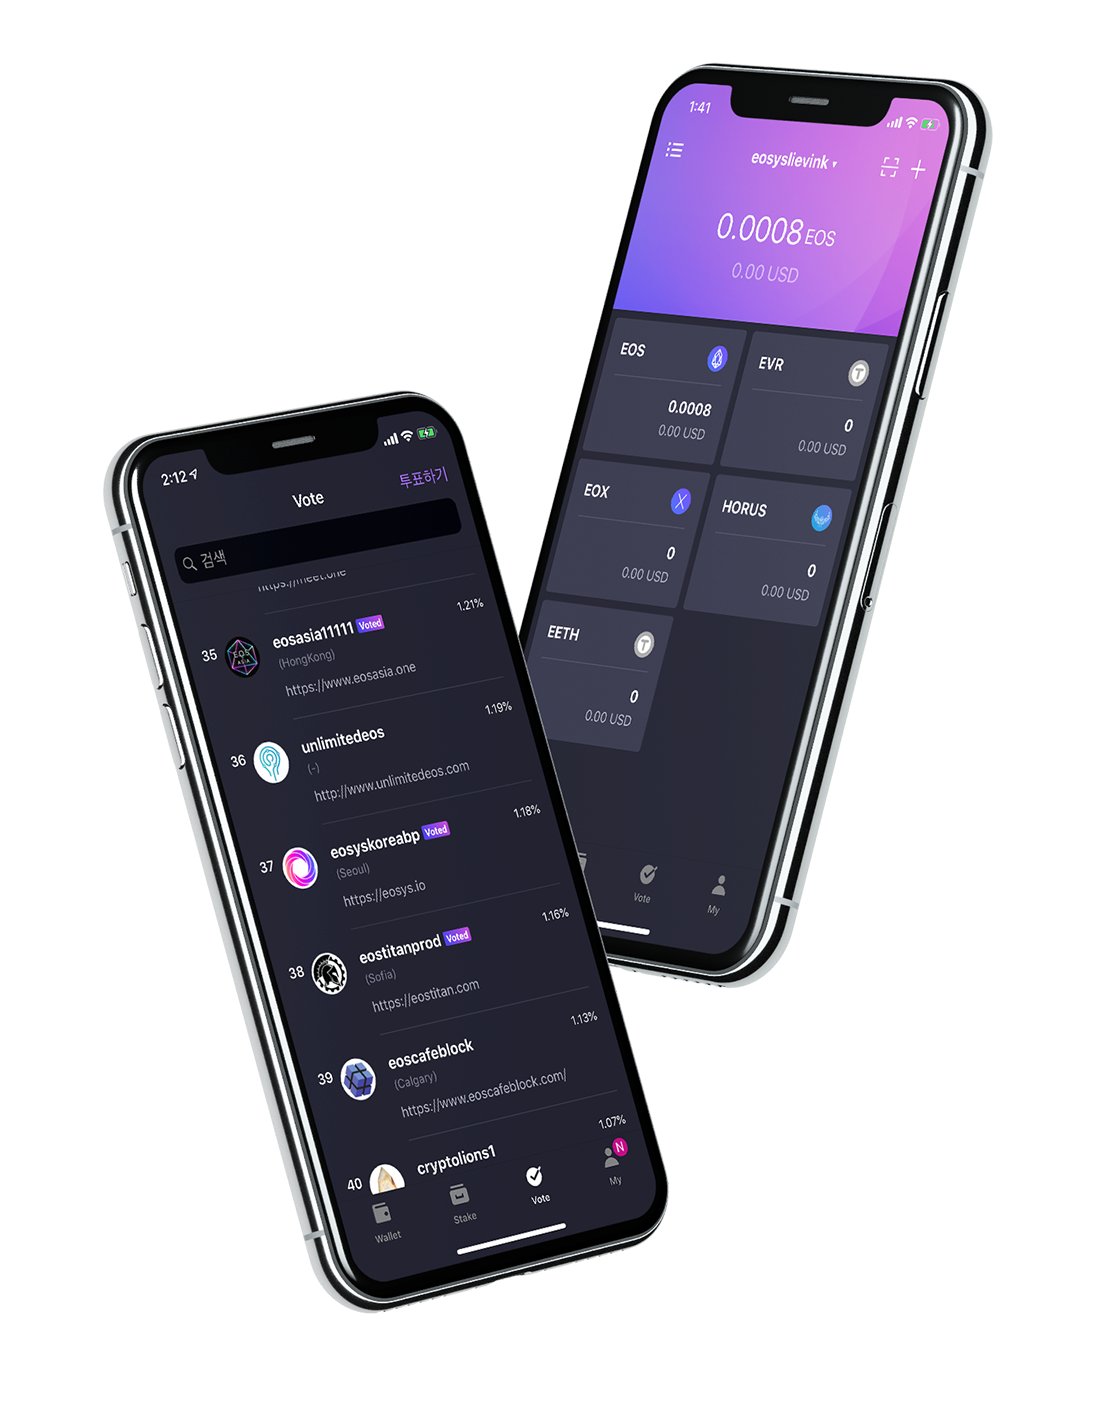 1:41
eosyslievink
0.0008 EOS
0.00 USD
EOS
0.0008
0.00 USD
EVR
0
0.00 USD
EOX
0
0.00 USD
HORUS
0
0.00 USD
EETH
0
0.00 USD
Vote
My
2:12
Vote
투표하기
검색
https://meet.one
1.21%
35
EOS
ASIA
eosasia11111 Voted
(HongKong)
https://www.eosasia.one
1.19%
36
unlimitedeos
(-)
http://www.unlimitedeos.com
1.18%
37
eosyskoreabp Voted
(Seoul)
https://eosys.io
1.16%
38
eostitanprod Voted
(Sofia)
https://eostitan.com
1.13%
39
eoscafeblock
(Calgary)
https://www.eoscafeblock.com/
1.07%
40
cryptolions1
N
Wallet
Stake
Vote
My